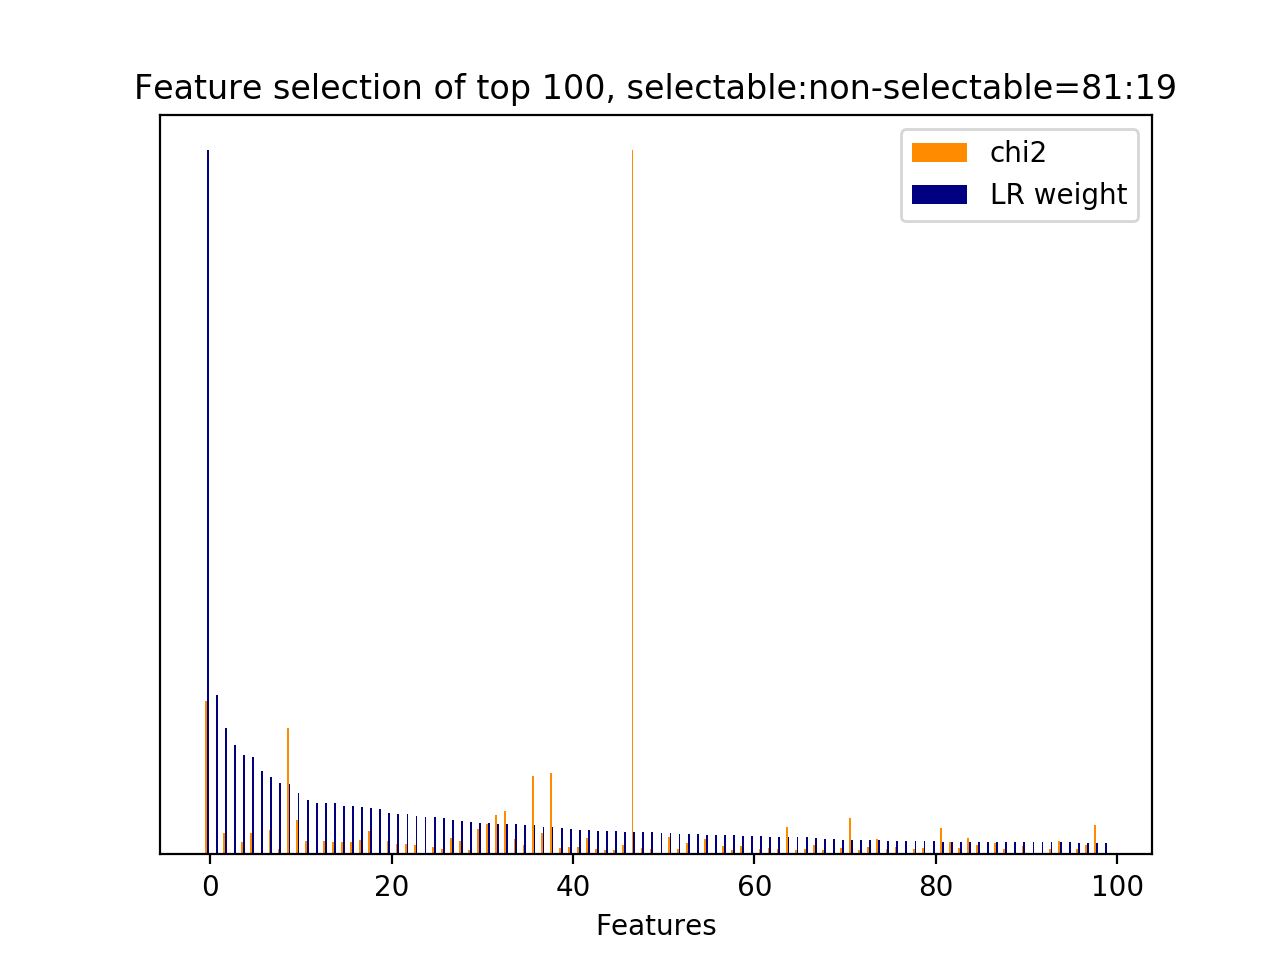 Feature selection of top 100, selectable:non-selectable=81:19
chi2
LR weight
0 20 40 60 80 100
Features